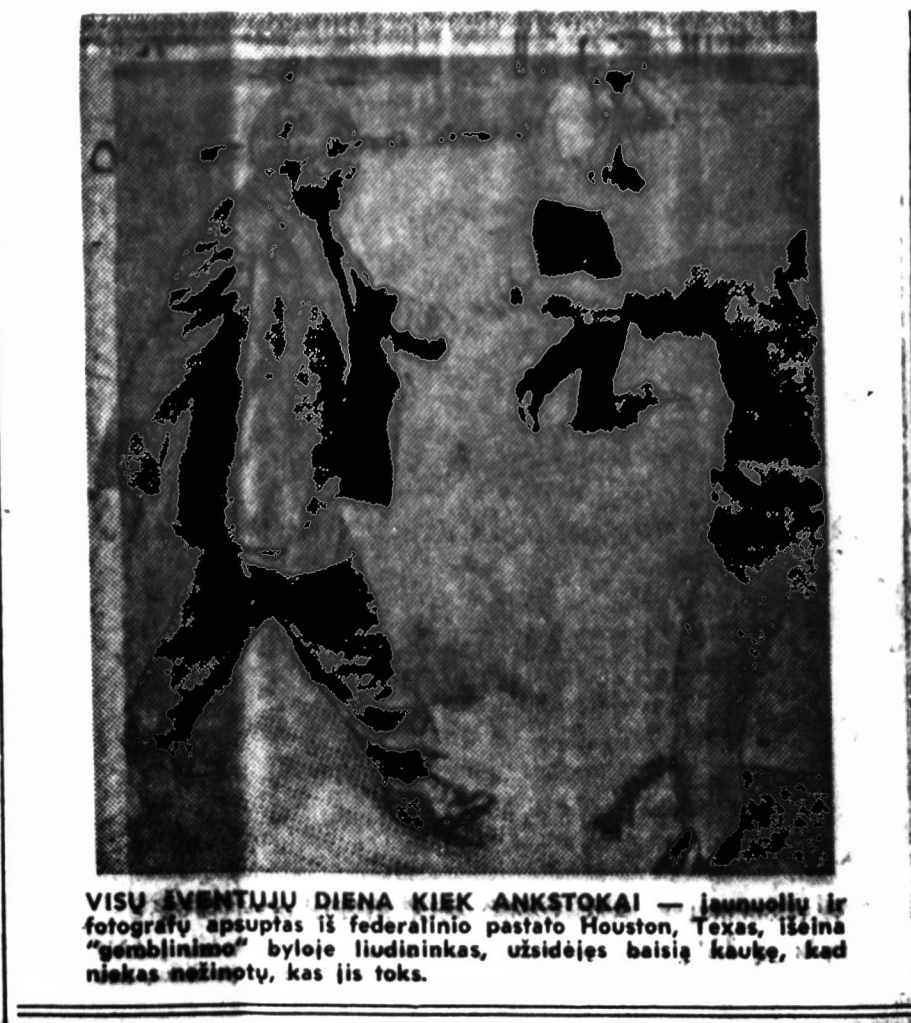 VISŲ ŠVENTŲJŲ DIENA KIEK ANKSTOKAI — jaunuolių ir
fotografų apsuptas iš federalinio pastato Houston, Texas, išeina
"gemblinimo" byloje liudininkas, užsidėjęs baisią kaukę, kad
niekas nežinotų, kas jis toks.